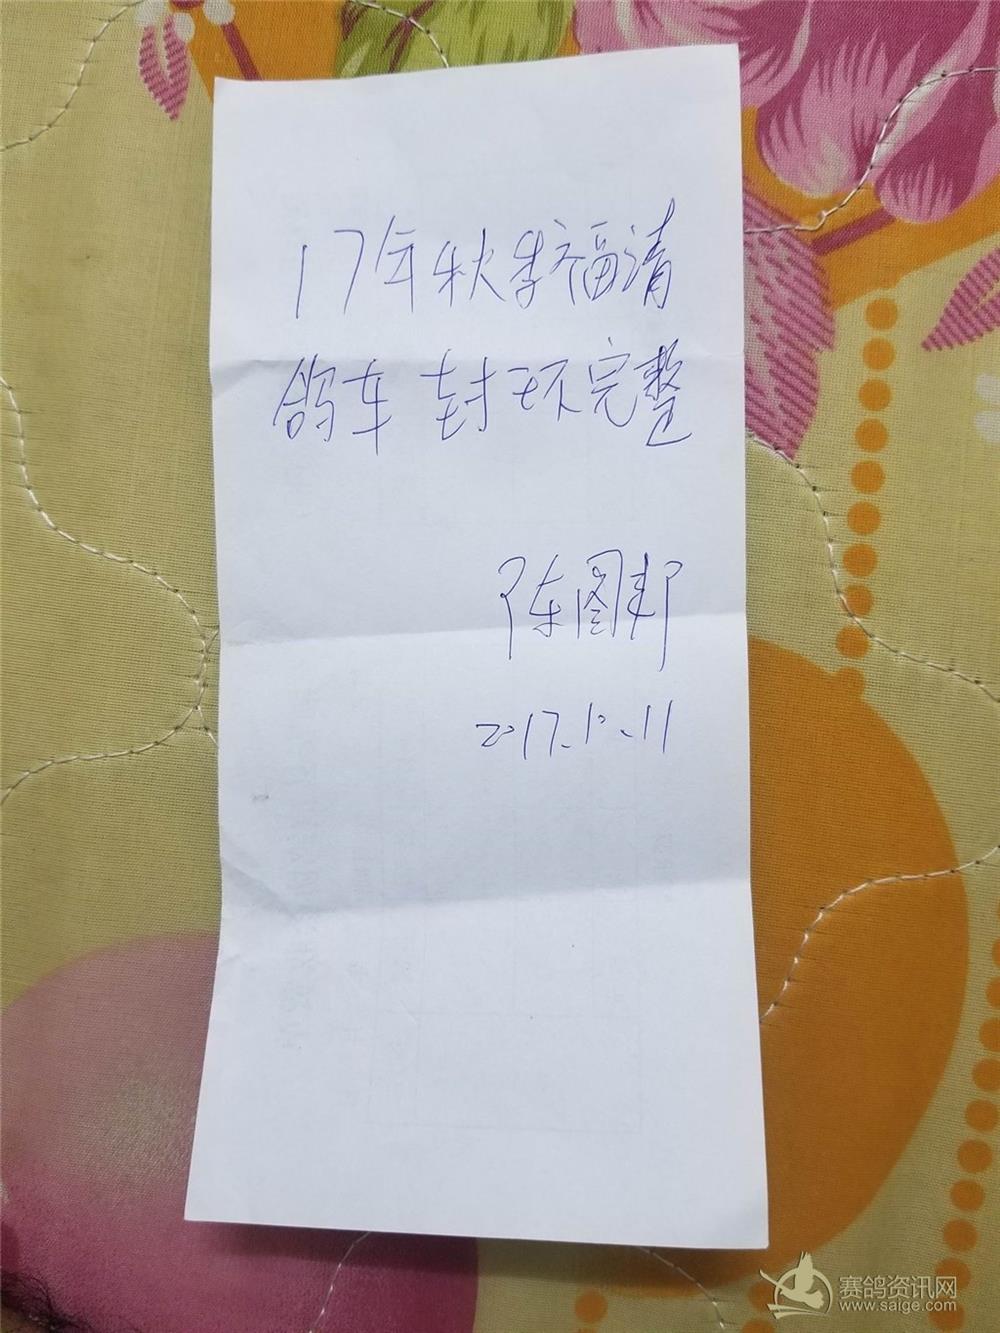 17年秋季福清
鸽车 封环完整
陈图邦
2017.10.11
赛鸽资讯网
www.saige.com